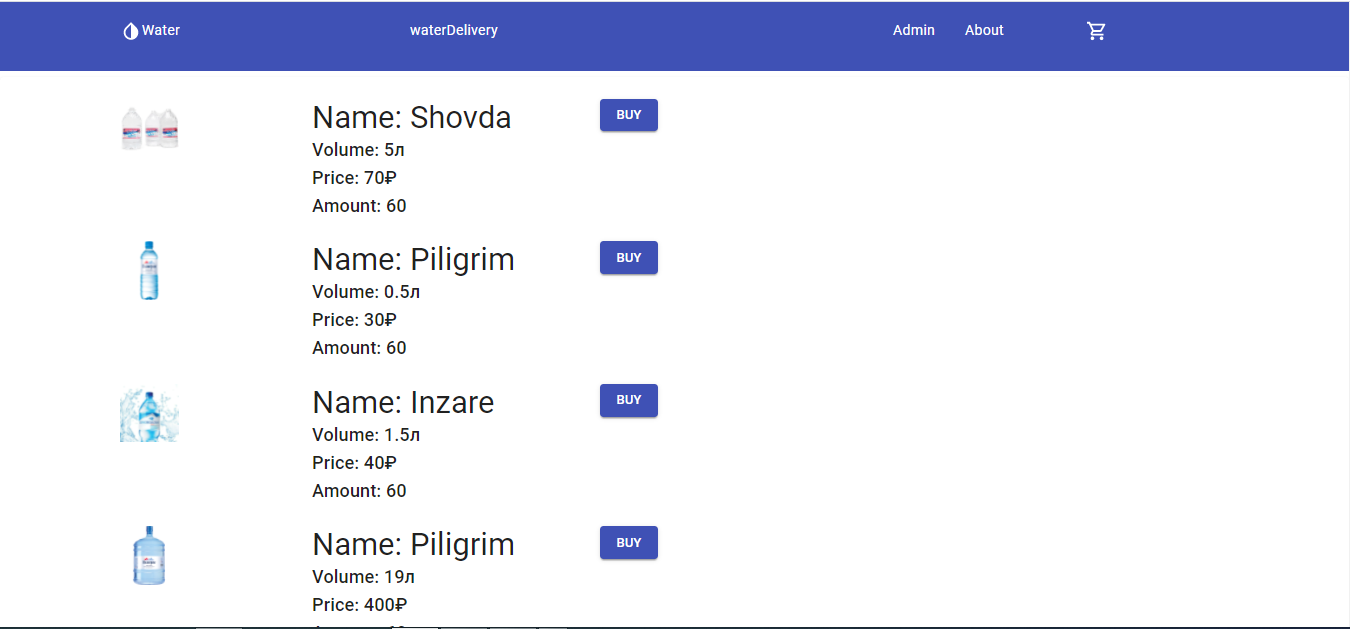 Water
waterDelivery
Admin
About
Name: Shovda
BUY
Volume: 5л
Price: 70₽
Amount: 60
Name: Piligrim
BUY
Volume: 0.5л
Price: 30₽
Amount: 60
Name: Inzare
BUY
Volume: 1.5л
Price: 40₽
Amount: 60
Name: Piligrim
BUY
Volume: 19л
Price: 400₽